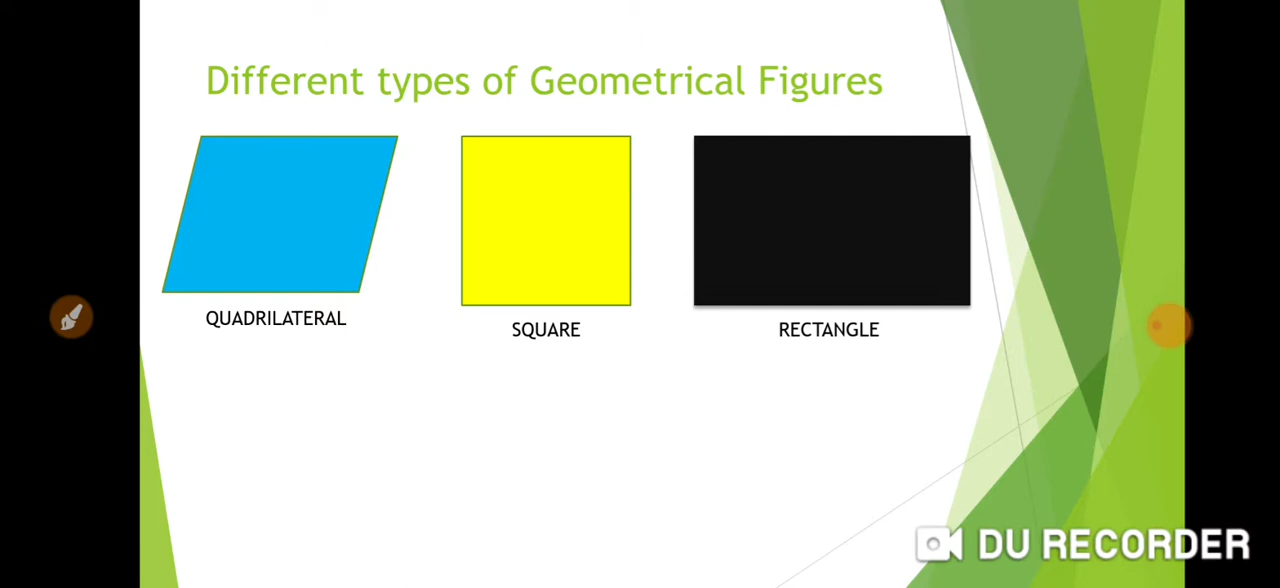 Different types of Geometrical Figures
QUADRILATERAL
SQUARE
RECTANGLE
DU RECORDER